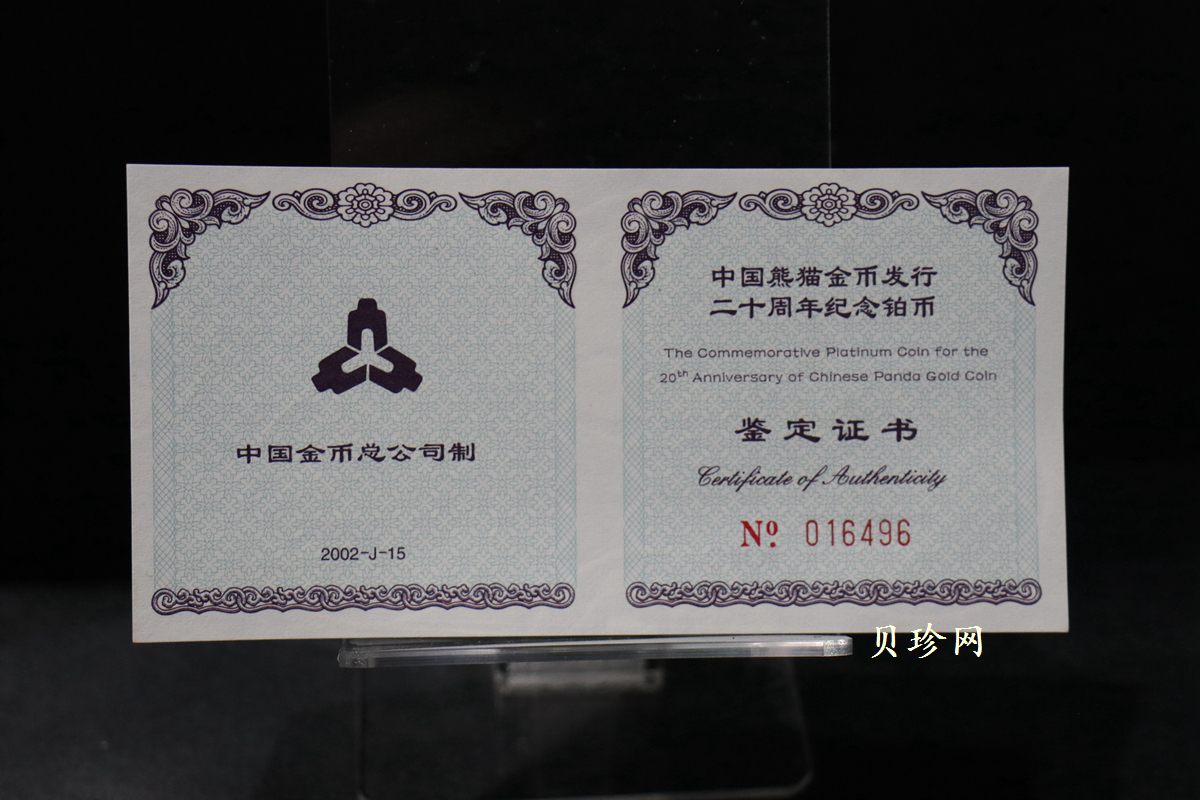 中国金币总公司制
2002-J-15
中国熊猫金币发行
二十周年纪念铂币
The Commemorative Platinum Coin for the
20th Anniversary of Chinese Panda Gold Coin
鉴定证书
Certificate of Authenticity
Nº 016496
贝珍网